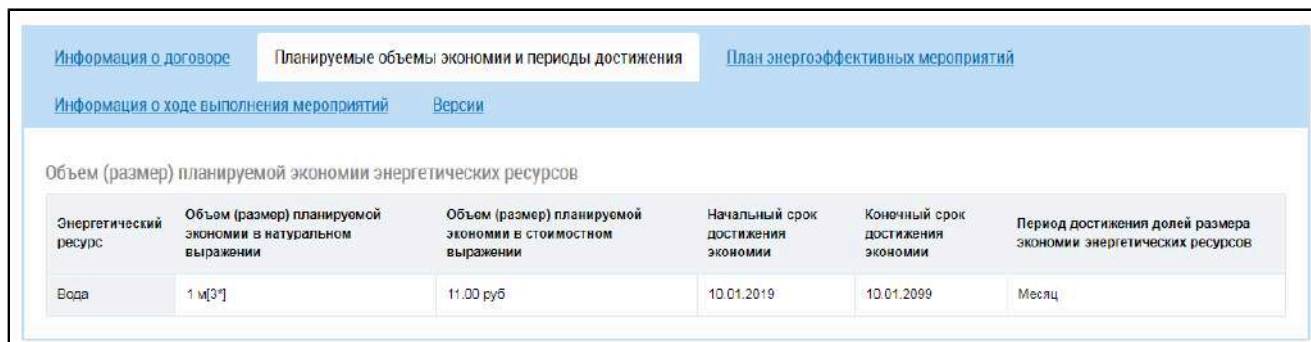 Информация о договоре Планируемые объемы экономии и периоды достижения План энергоэффективных мероприятий
Информация о ходе выполнения мероприятий Версии
Объем (размер) планируемой экономии энергетических ресурсов
Энергетический ресурс
Объем (размер) планируемой экономии в натуральном выражении
Объем (размер) планируемой экономии в стоимостном выражении
Начальный срок достижения экономии
Конечный срок достижения экономии
Период достижения долей размера экономии энергетических ресурсов
Вода 1 м[3*] 11.00 руб 10.01.2019 10.01.2099 Месяц